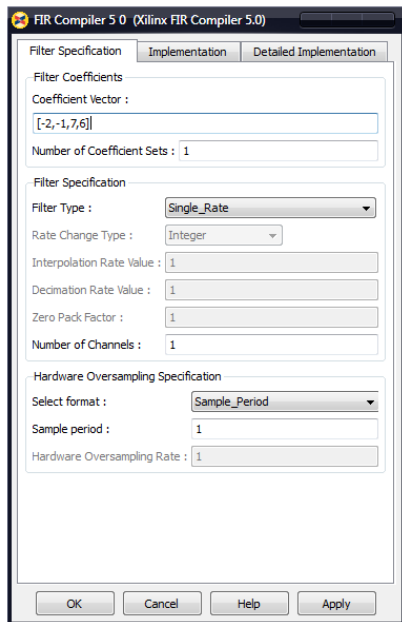 FIR Compiler 5 0 (Xilinx FIR Compiler 5.0)
Filter Specification Implementation Detailed Implementation
Filter Coefficients
Coefficient Vector :
[-2,-1,7,6]
Number of Coefficient Sets : 1
Filter Specification
Filter Type : Single_Rate
Rate Change Type : Integer
Interpolation Rate Value : 1
Decimation Rate Value : 1
Zero Pack Factor : 1
Number of Channels : 1
Hardware Oversampling Specification
Select format : Sample_Period
Sample period : 1
Hardware Oversampling Rate : 1
OK Cancel Help Apply